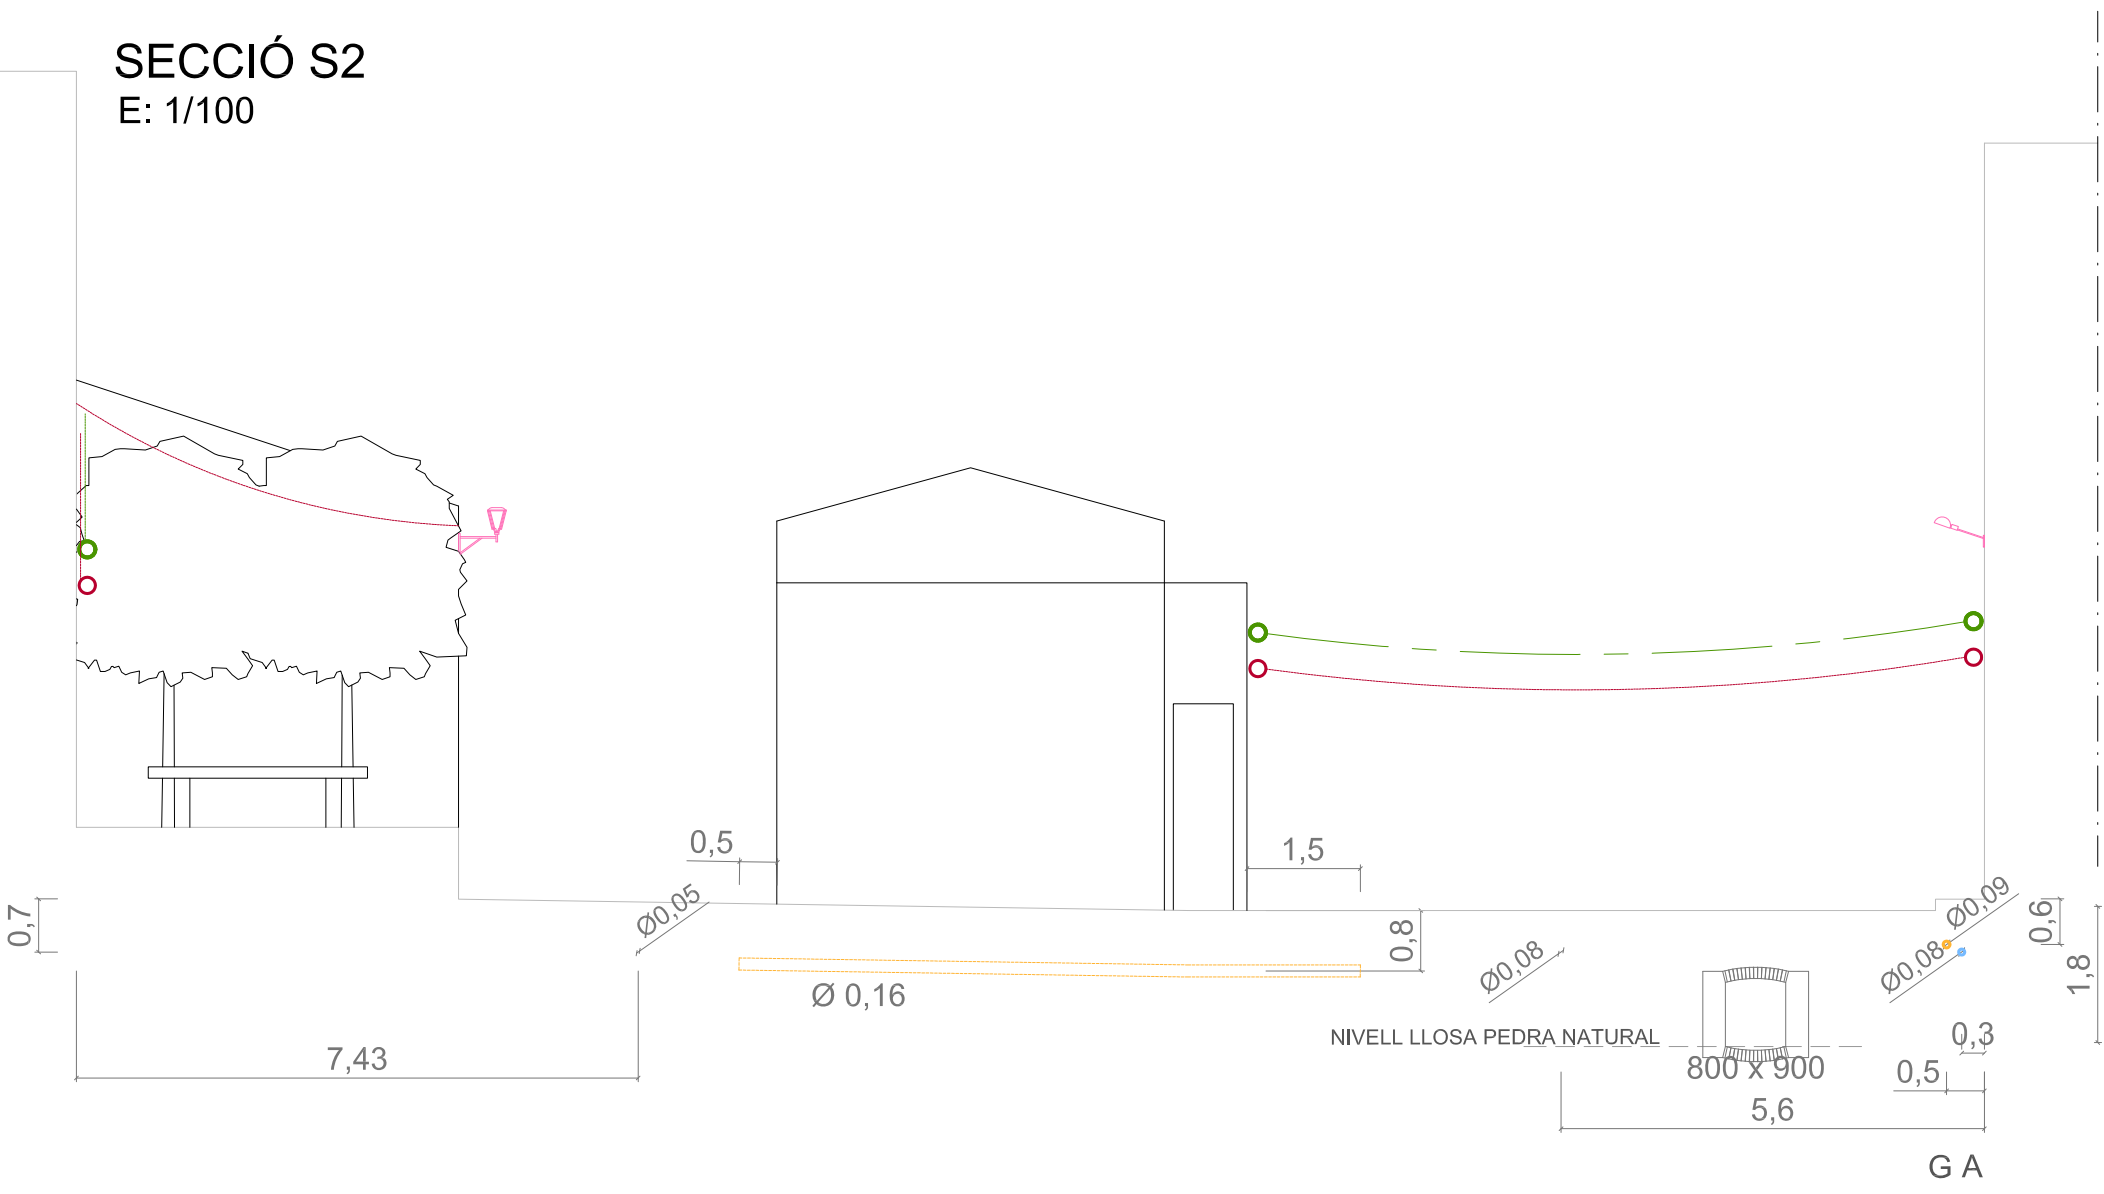 SECCIÓ S2
E: 1/100
0,5
1,5
Ø0,05
0,7
0,8
Ø0,09
0,6
Ø0,08
Ø0,08
1,8
Ø 0,16
NIVELL LLOSA PEDRA NATURAL
0,3
7,43
800 x 900
0,5
5,6
G A